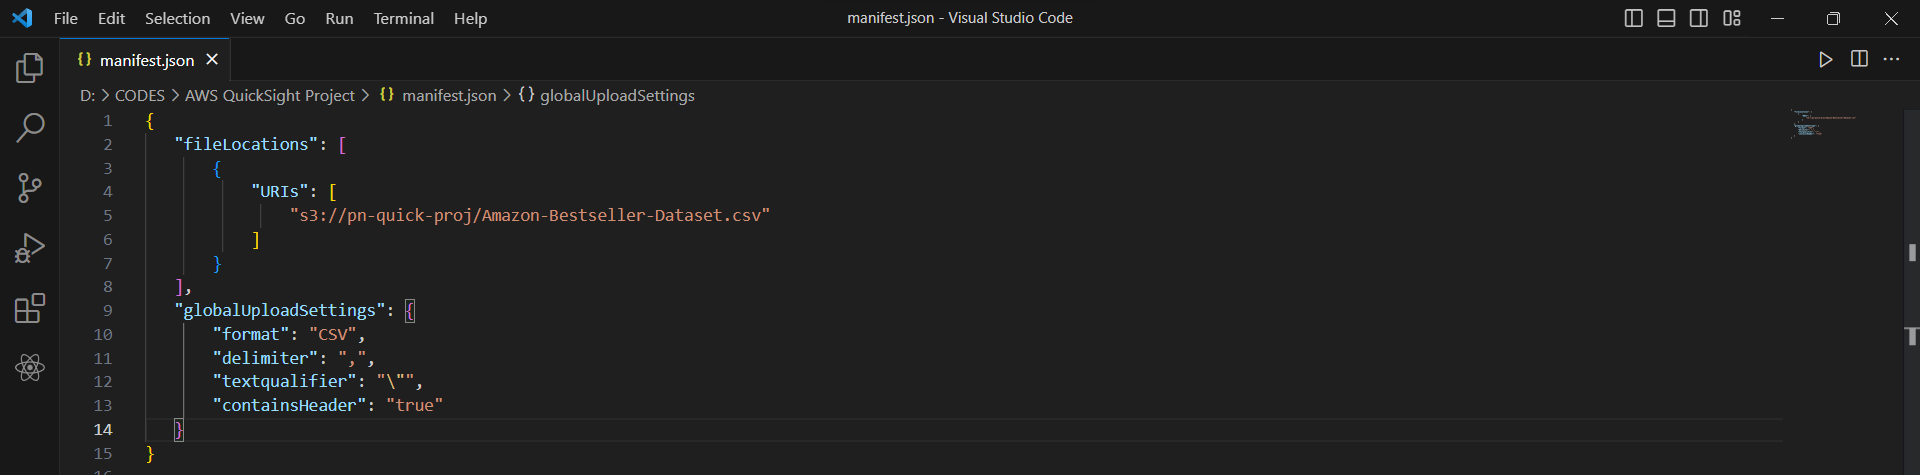 File Edit Selection View Go Run Terminal Help
manifest.json - Visual Studio Code
{} manifest.json
D: > CODES > AWS QuickSight Project > {} manifest.json > {} globalUploadSettings
1 {
2 "fileLocations": [
3 {
4 "URIs": [
5 "s3://pn-quick-proj/Amazon-Bestseller-Dataset.csv"
6 ]
7 }
8 ],
9 "globalUploadSettings": {
10 "format": "CSV",
11 "delimiter": ",",
12 "textqualifier": "\"",
13 "containsHeader": "true"
14 }
15 }